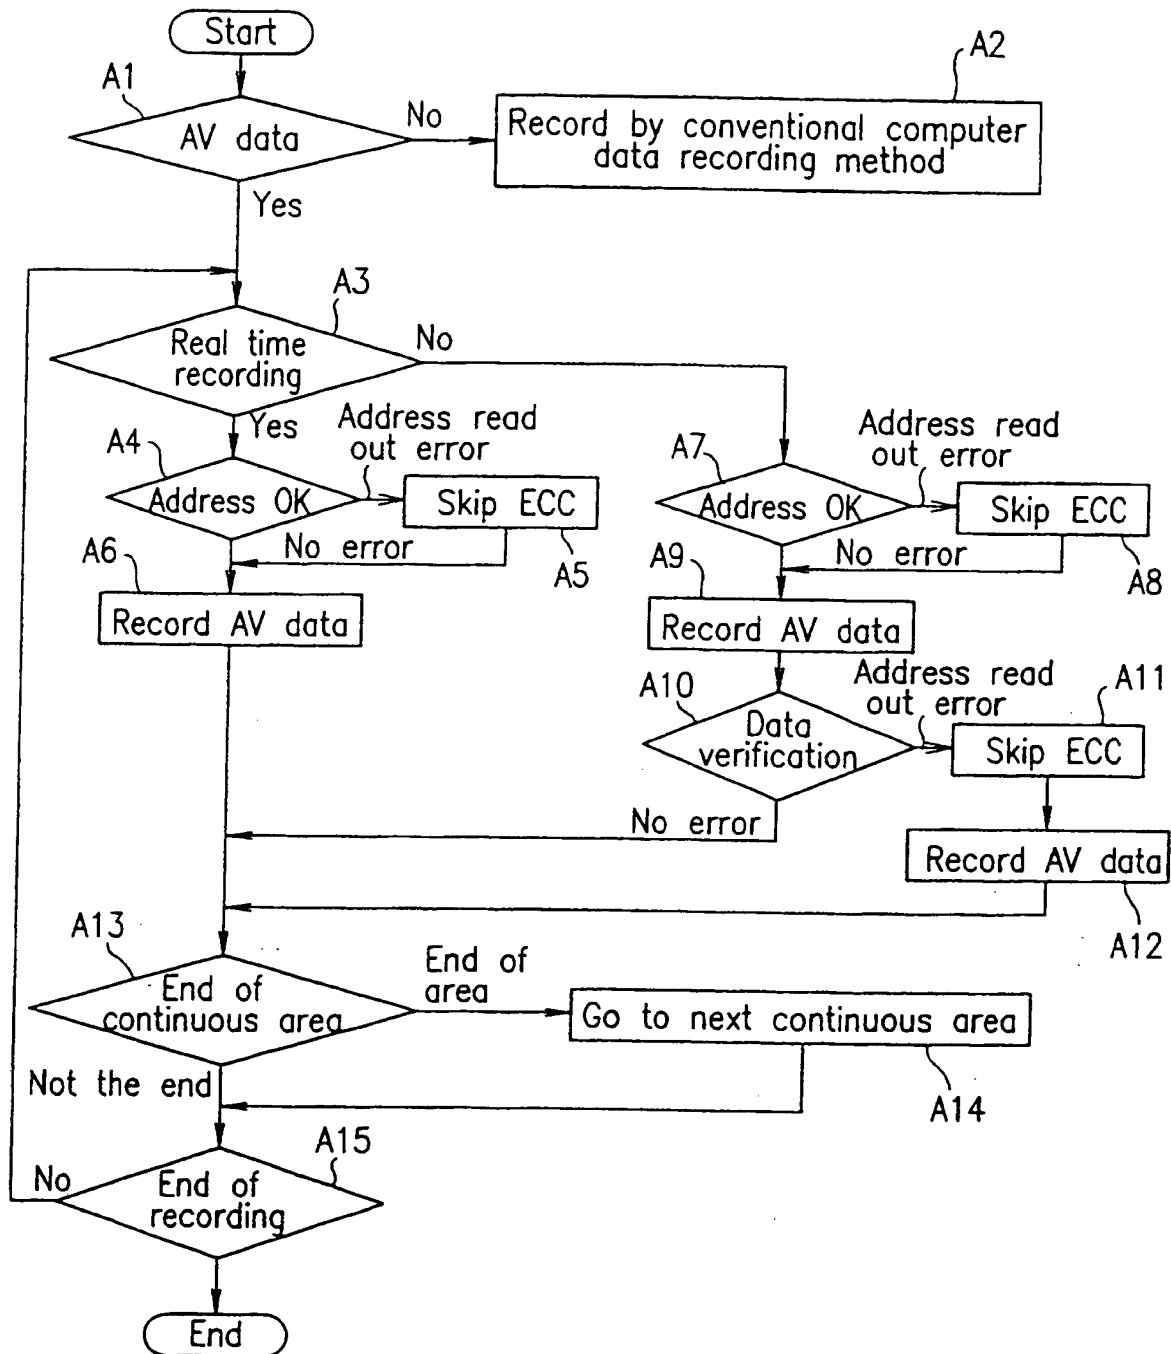 Start
A1
A2
AV data
No
Record by conventional computer
data recording method
Yes
A3
Real time
recording
No
Yes
A4
Address read
out error
Address OK
Skip ECC
A5
No error
A6
Record AV data
A7
Address read
out error
Address OK
Skip ECC
A8
No error
A9
Record AV data
A10
Address read
out error
A11
Data
verification
Skip ECC
No error
Record AV data
A12
A13
End of
continuous area
End of
area
Go to next continuous area
A14
Not the end
A15
No
End of
recording
End